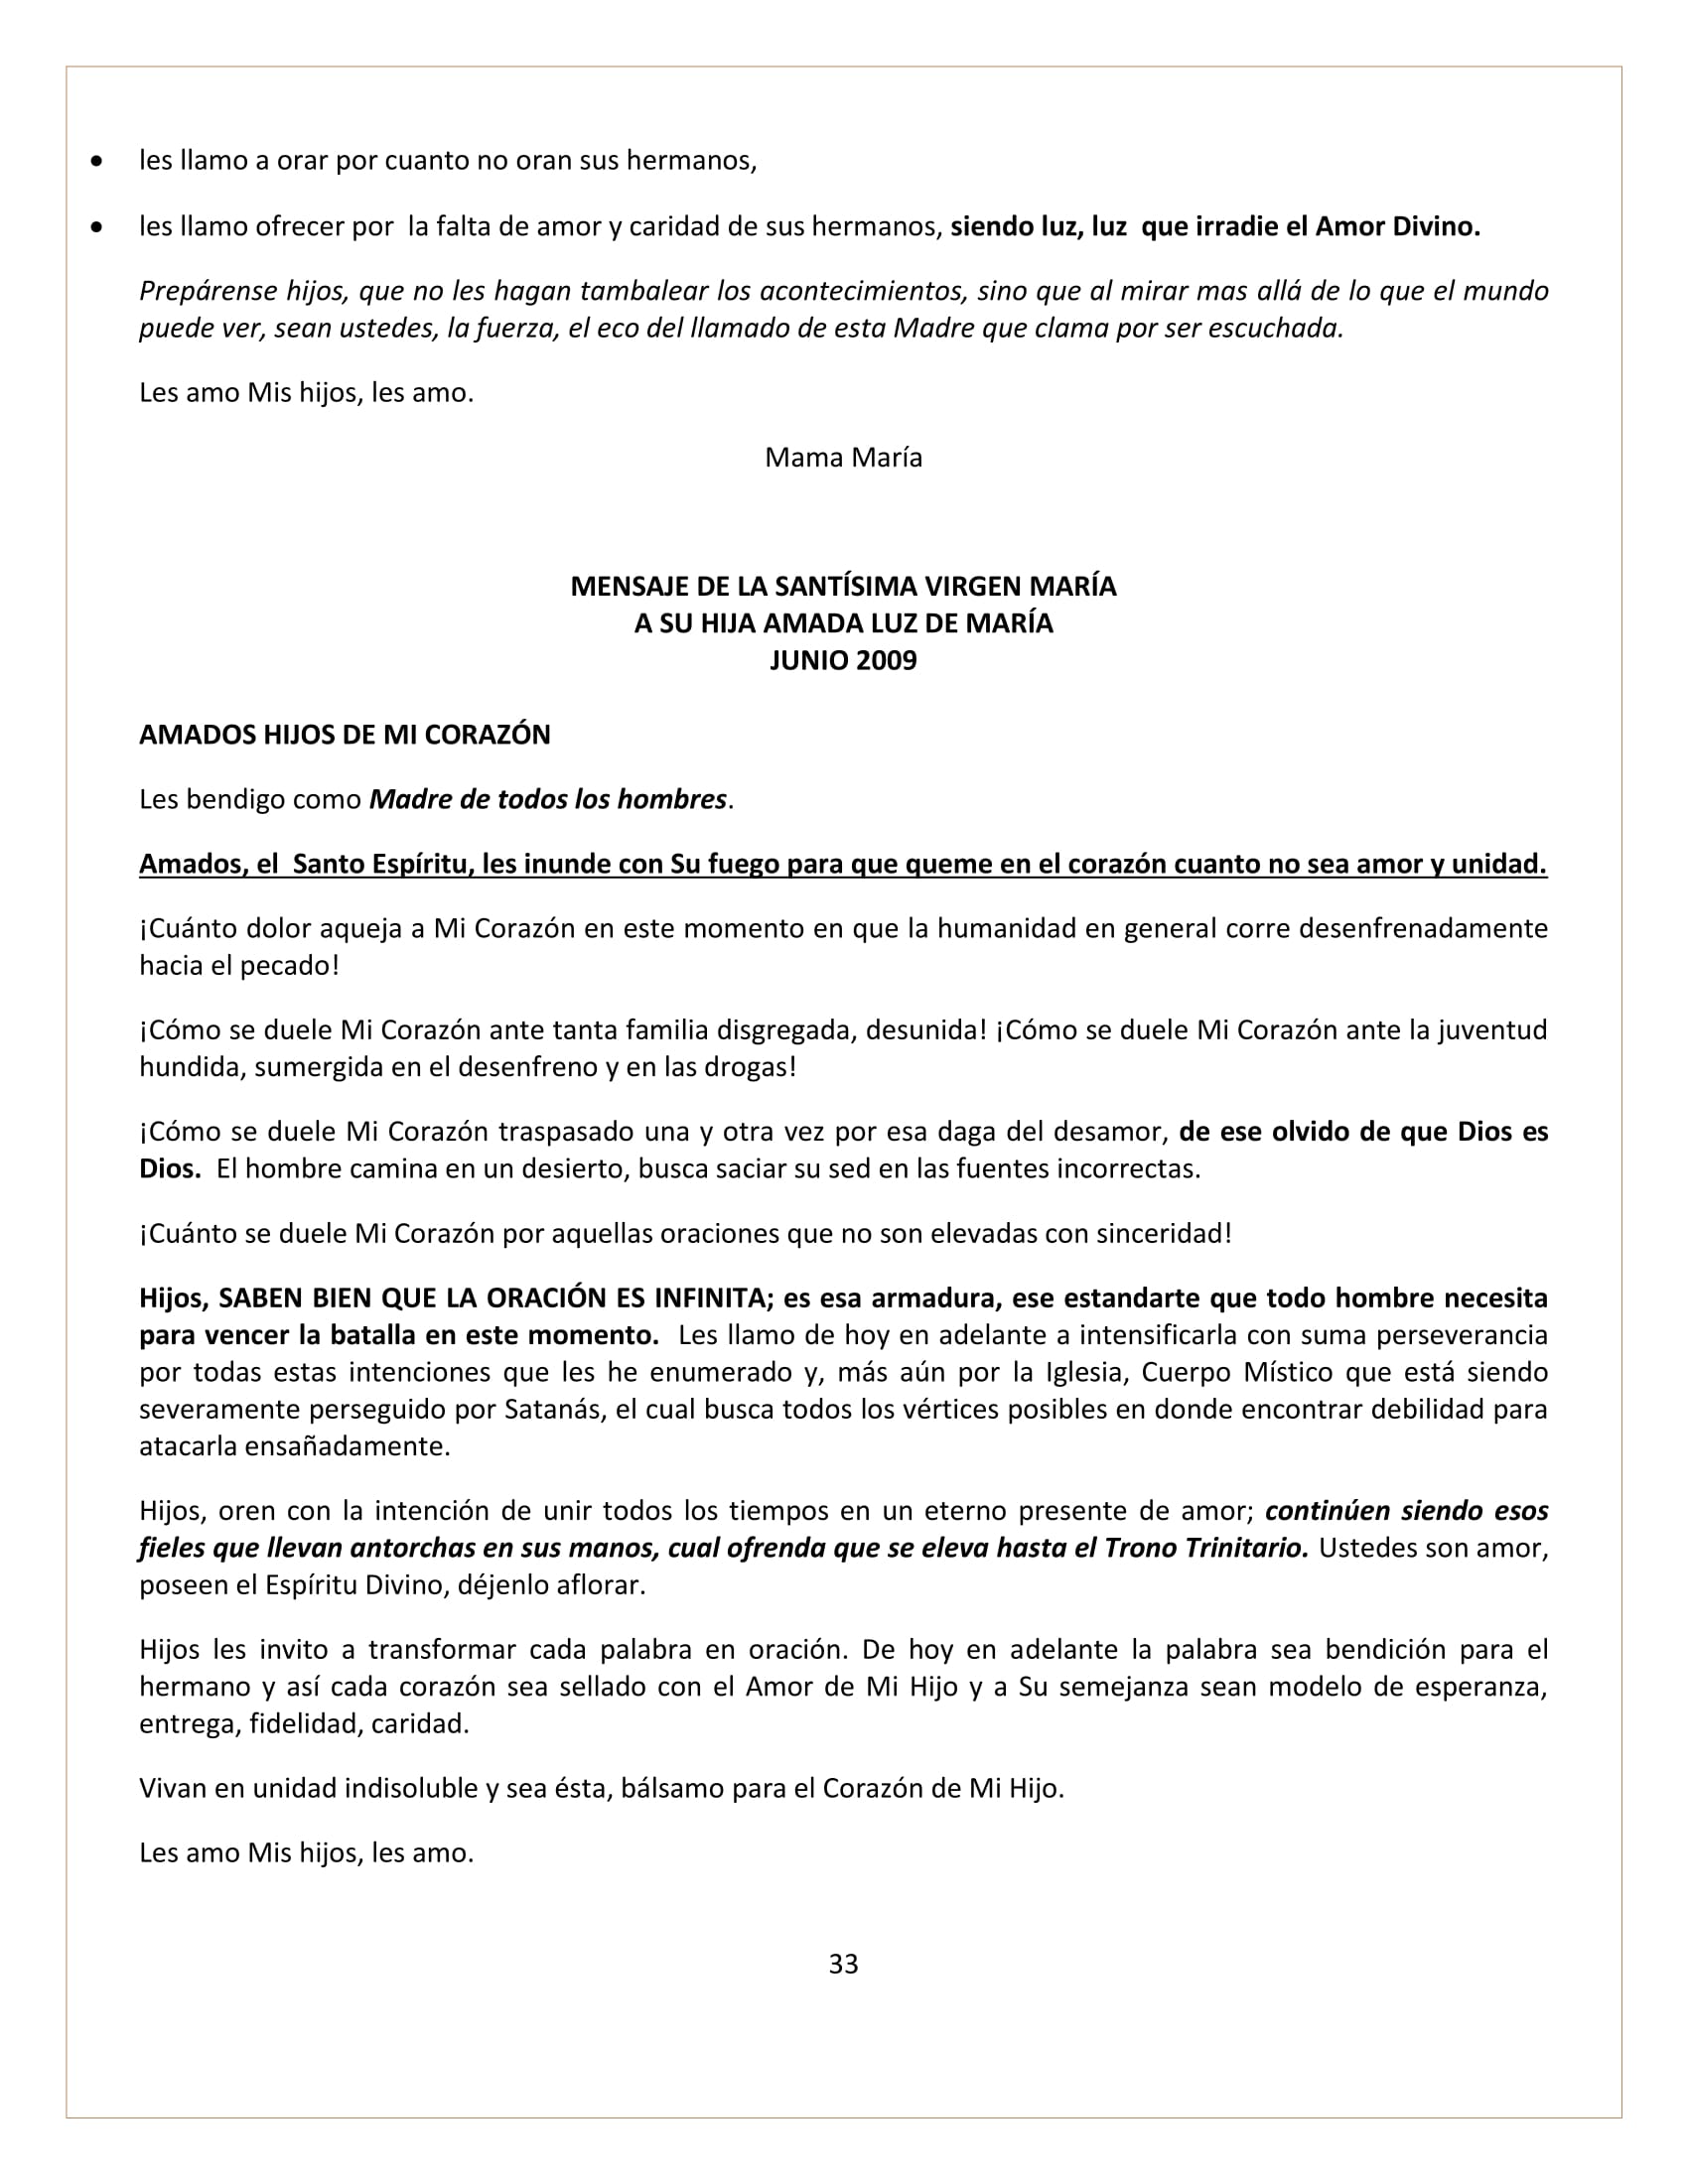 • les llamo a orar por cuanto no oran sus hermanos,
• les llamo ofrecer por  la falta de amor y caridad de sus hermanos, siendo luz, luz  que irradie el Amor Divino.
Prepárense hijos, que no les hagan tambalear los acontecimientos, sino que al mirar mas allá de lo que el mundo
puede ver, sean ustedes, la fuerza, el eco del llamado de esta Madre que clama por ser escuchada.
Les amo Mis hijos, les amo.
Mama María
MENSAJE DE LA SANTÍSIMA VIRGEN MARÍA
A SU HIJA AMADA LUZ DE MARÍA
JUNIO 2009
AMADOS HIJOS DE MI CORAZÓN
Les bendigo como Madre de todos los hombres.
Amados, el  Santo Espíritu, les inunde con Su fuego para que queme en el corazón cuanto no sea amor y unidad.
¡Cuánto dolor aqueja a Mi Corazón en este momento en que la humanidad en general corre desenfrenadamente
hacia el pecado!
¡Cómo se duele Mi Corazón ante tanta familia disgregada, desunida! ¡Cómo se duele Mi Corazón ante la juventud
hundida, sumergida en el desenfreno y en las drogas!
¡Cómo se duele Mi Corazón traspasado una y otra vez por esa daga del desamor, de ese olvido de que Dios es
Dios.  El hombre camina en un desierto, busca saciar su sed en las fuentes incorrectas.
¡Cuánto se duele Mi Corazón por aquellas oraciones que no son elevadas con sinceridad!
Hijos, SABEN BIEN QUE LA ORACIÓN ES INFINITA; es esa armadura, ese estandarte que todo hombre necesita
para vencer la batalla en este momento.  Les llamo de hoy en adelante a intensificarla con suma perseverancia
por todas estas intenciones que les he enumerado y, más aún por la Iglesia, Cuerpo Místico que está siendo
severamente perseguido por Satanás, el cual busca todos los vértices posibles en donde encontrar debilidad para
atacarla ensañadamente.
Hijos, oren con la intención de unir todos los tiempos en un eterno presente de amor; continúen siendo esos
fieles que llevan antorchas en sus manos, cual ofrenda que se eleva hasta el Trono Trinitario. Ustedes son amor,
poseen el Espíritu Divino, déjenlo aflorar.
Hijos les invito a transformar cada palabra en oración. De hoy en adelante la palabra sea bendición para el
hermano y así cada corazón sea sellado con el Amor de Mi Hijo y a Su semejanza sean modelo de esperanza,
entrega, fidelidad, caridad.
Vivan en unidad indisoluble y sea ésta, bálsamo para el Corazón de Mi Hijo.
Les amo Mis hijos, les amo.
33